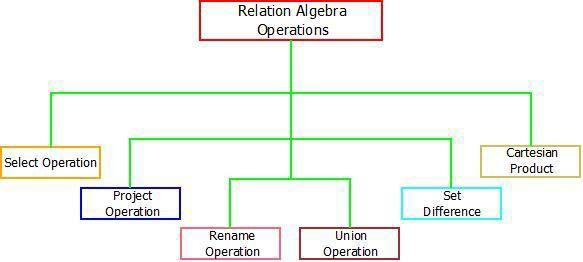 Relation Algebra
Operations
Select Operation
Cartesian
Product
Project
Operation
Set
Difference
Rename
Operation
Union
Operation